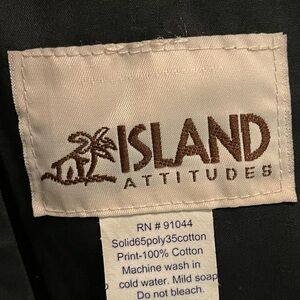 ISLAND
ATTITUDES
RN # 91044
Solid65poly35cotton
Print-100% Cotton
Machine wash in
cold water. Mild soap
Do not bleach.